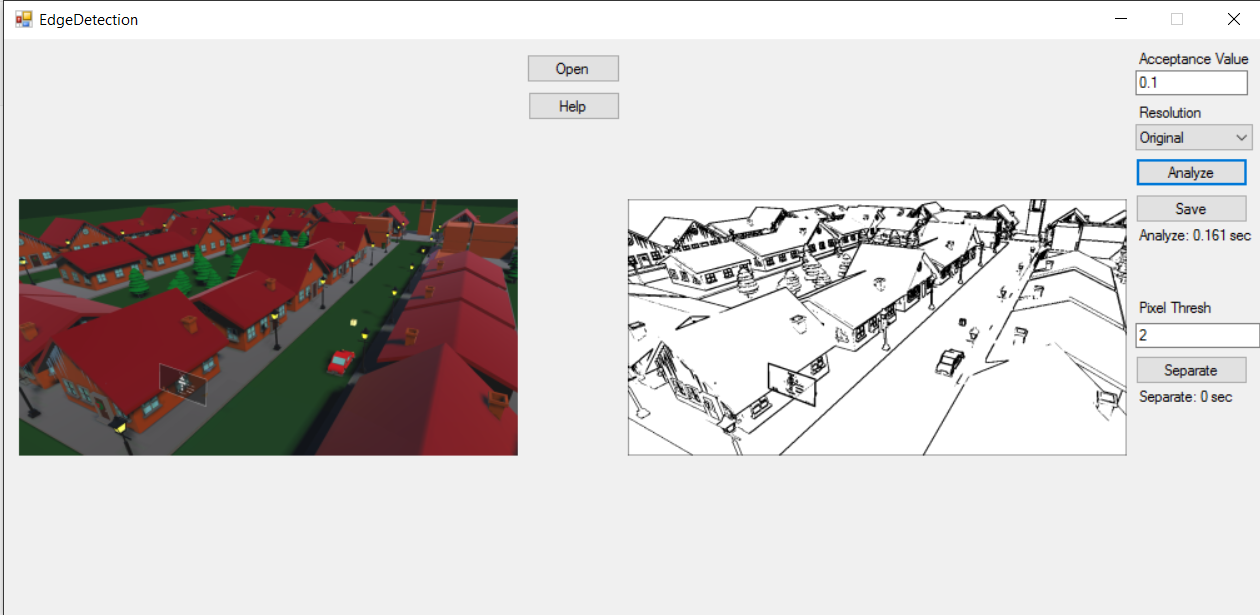 EdgeDetection
Open
Help
Acceptance Value
0.1
Resolution
Original
Analyze
Save
Analyze: 0.161 sec
Pixel Thresh
2
Separate
Separate: 0 sec